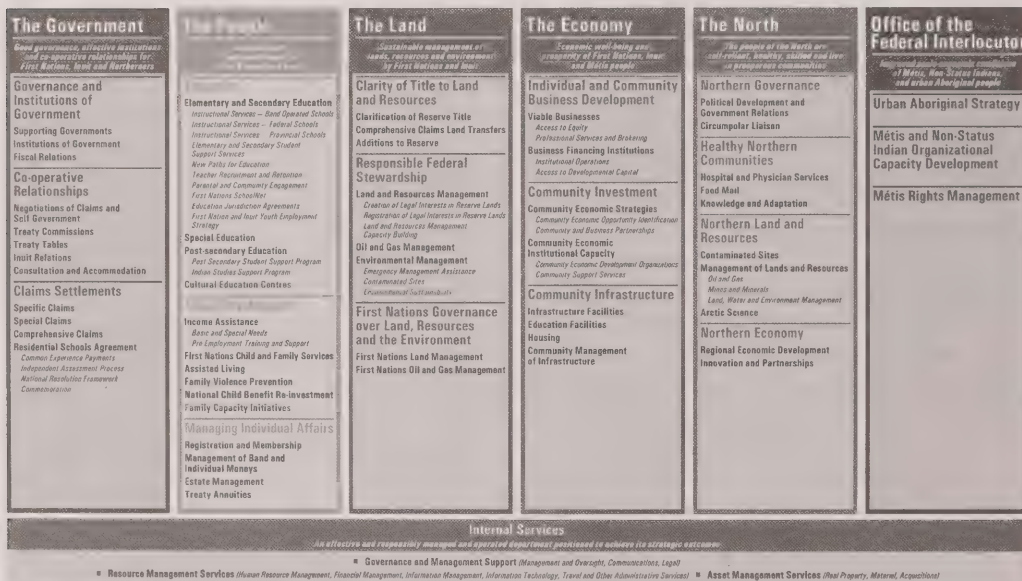 The Government
Good governance, effective institutions
and co-operative relationships for
First Nations, Inuit and Northerners
Governance and
Institutions of
Government
Supporting Governments
Institutions of Government
Fiscal Relations
Co-operative
Relationships
Negotiations of Claims and
Self Government
Treaty Commissions
Treaty Tables
Inuit Relations
Consultation and Accommodation
Claims Settlements
Specific Claims
Special Claims
Comprehensive Claims
Residential Schools Agreement
Common Experience Payments
Independent Assessment Process
National Resolution Framework
Commemoration
The People
Elementary and Secondary Education
Instructional Services – Band Operated Schools
Instructional Services – Federal Schools
Instructional Services Provincial Schools
Elementary and Secondary Student
Support Services
New Paths for Education
Teacher Recruitment and Retention
Parental and Community Engagement
First Nations SchoolNet
Education Jurisdiction Agreements
First Nation and Inuit Youth Employment
Strategy
Special Education
Post-secondary Education
Post Secondary Student Support Program
Indian Studies Support Program
Cultural Education Centres
Income Assistance
Basic and Special Needs
Pre Employment Training and Support
First Nations Child and Family Services
Assisted Living
Family Violence Prevention
National Child Benefit Re-investment
Family Capacity Initiatives
Managing Individual Affairs
Registration and Membership
Management of Band and
Individual Moneys
Estate Management
Treaty Annuities
The Land
Sustainable management of
lands, resources and environment
by First Nations and Inuit
Clarity of Title to Land
and Resources
Clarification of Reserve Title
Comprehensive Claims Land Transfers
Additions to Reserve
Responsible Federal
Stewardship
Land and Resources Management
Creation of Legal Interests in Reserve Lands
Registration of Legal Interests in Reserve Lands
Land and Resources Management
Capacity Building
Oil and Gas Management
Environmental Management
Emergency Management Assistance
Contaminated Sites
Environmental Sustainability
First Nations Governance
over Land, Resources
and the Environment
First Nations Land Management
First Nations Oil and Gas Management
The Economy
Economic well-being and
prosperity of First Nations, Inuit
and Métis people
Individual and Community
Business Development
Viable Businesses
Access to Equity
Professional Services and Brokering
Business Financing Institutions
Institutional Operations
Access to Developmental Capital
Community Investment
Community Economic Strategies
Community Economic Opportunity Identification
Community and Business Partnerships
Community Economic
Institutional Capacity
Community Economic Development Organizations
Community Support Services
Community Infrastructure
Infrastructure Facilities
Education Facilities
Housing
Community Management
of Infrastructure
The North
The people of the North are
self-reliant, healthy, skilled and live
in prosperous communities
Northern Governance
Political Development and
Government Relations
Circumpolar Liaison
Healthy Northern
Communities
Hospital and Physician Services
Food Mail
Knowledge and Adaptation
Northern Land and
Resources
Contaminated Sites
Management of Lands and Resources
Oil and Gas
Mines and Minerals
Land, Water and Environment Management
Arctic Science
Northern Economy
Regional Economic Development
Innovation and Partnerships
Office of the
Federal Interlocutor
of Métis, Non-Status Indians,
and urban Aboriginal people
Urban Aboriginal Strategy
Métis and Non-Status
Indian Organizational
Capacity Development
Métis Rights Management
Internal Services
An effective and responsibly managed and operated department positioned to achieve its strategic outcomes
■ Governance and Management Support (Management and Oversight, Communications, Legal)
■ Resource Management Services (Human Resource Management, Financial Management, Information Management, Information Technology, Travel and Other Administrative Services) ■ Asset Management Services (Real Property, Materiel, Acquisitions)